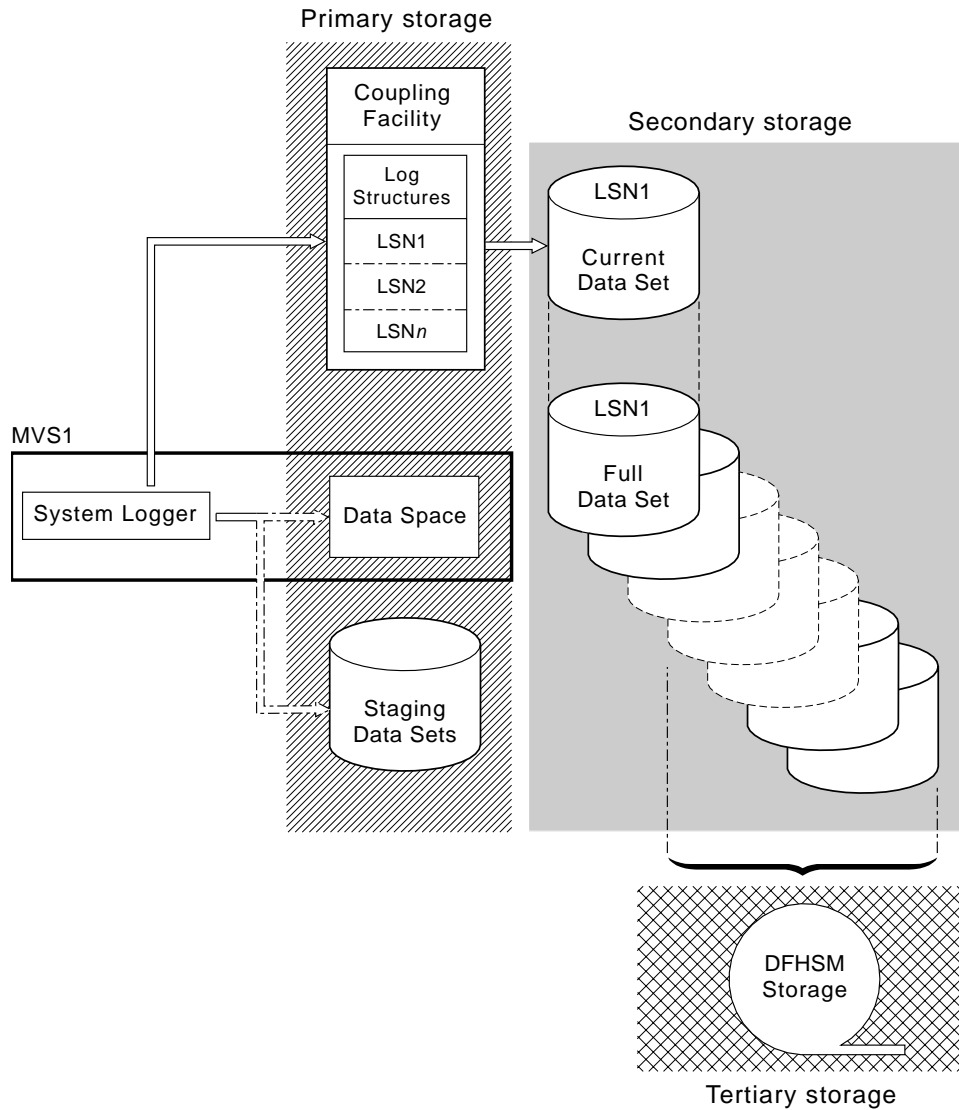 Primary storage
Coupling
Facility
Log
Structures
LSN1
LSN2
LSNn
Secondary storage
LSN1
Current
Data Set
LSN1
Full
Data Set
MVS1
System Logger
Data Space
Staging
Data Sets
DFHSM
Storage
Tertiary storage